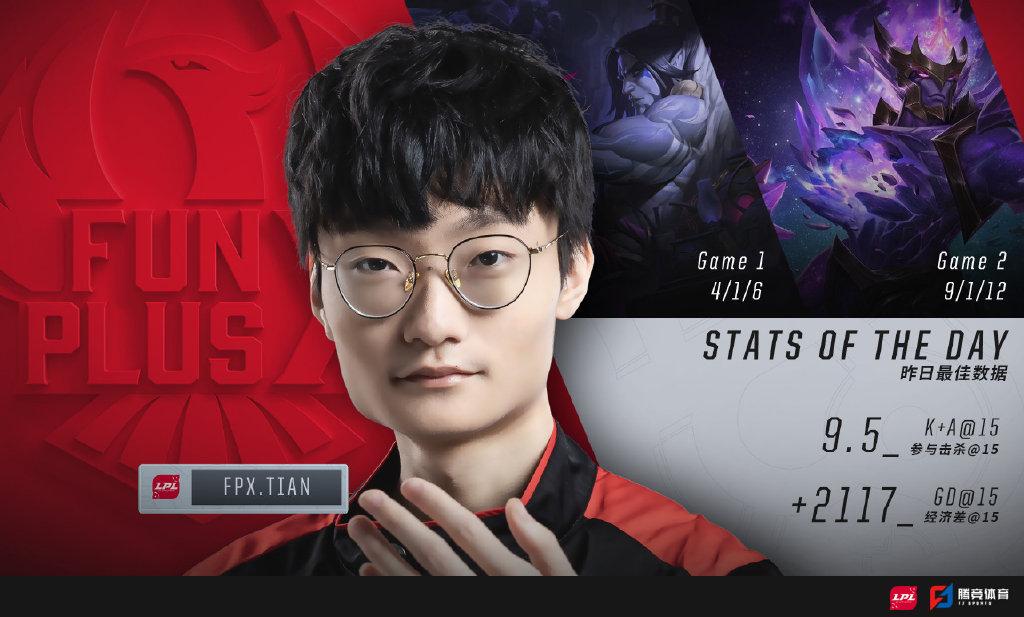 FUN
PLUS
LPL
FPX.TIAN
Game 1
4/1/6
Game 2
9/1/12
STATS OF THE DAY
昨日最佳数据
9.5_ K+A@15
参与击杀@15
+2117_ GD@15
经济差@15
LPL
腾竞体育
TJ SPORTS